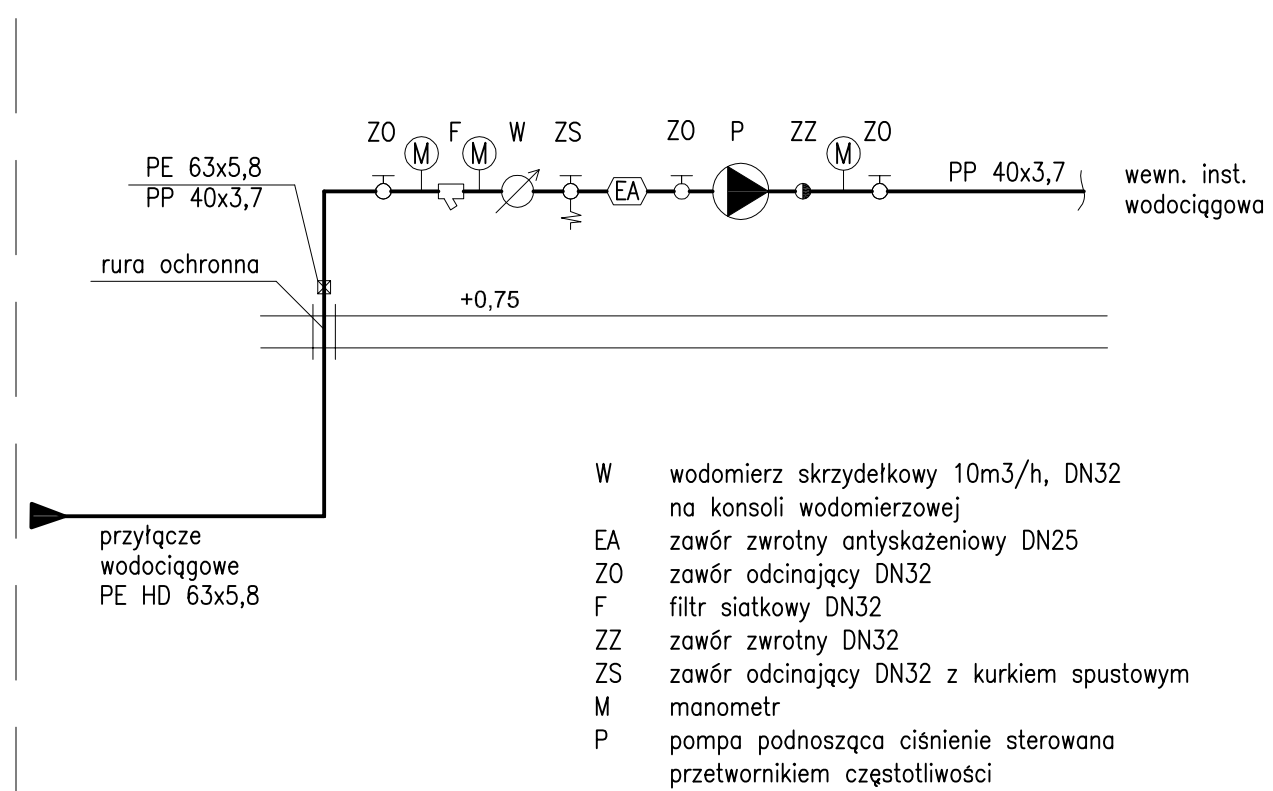 ZO F W ZS ZO P ZZ ZO
M M M
EA
PE 63x5,8
PP 40x3,7
PP 40x3,7
wewn. inst.
wodociągowa
rura ochronna
+0,75
przyłącze
wodociągowe
PE HD 63x5,8
W wodomierz skrzydełkowy 10m3/h, DN32
na konsoli wodomierzowej
EA zawór zwrotny antyskażeniowy DN25
ZO zawór odcinający DN32
F filtr siatkowy DN32
ZZ zawór zwrotny DN32
ZS zawór odcinający DN32 z kurkiem spustowym
M manometr
P pompa podnosząca ciśnienie sterowana
przetwornikiem częstotliwości